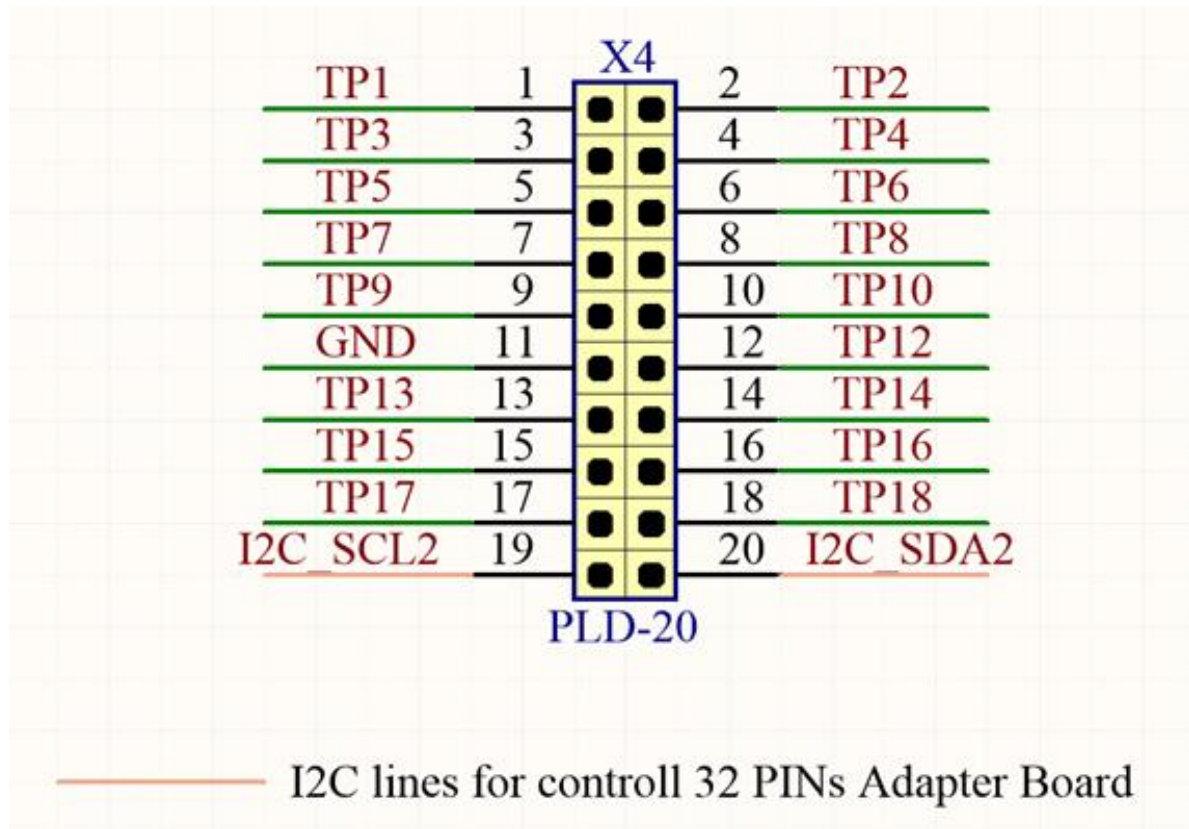 X4
TP1 1 2 TP2
TP3 3 4 TP4
TP5 5 6 TP6
TP7 7 8 TP8
TP9 9 10 TP10
GND 11 12 TP12
TP13 13 14 TP14
TP15 15 16 TP16
TP17 17 18 TP18
I2C_SCL2 19 20 I2C_SDA2
PLD-20
I2C lines for controll 32 PINs Adapter Board